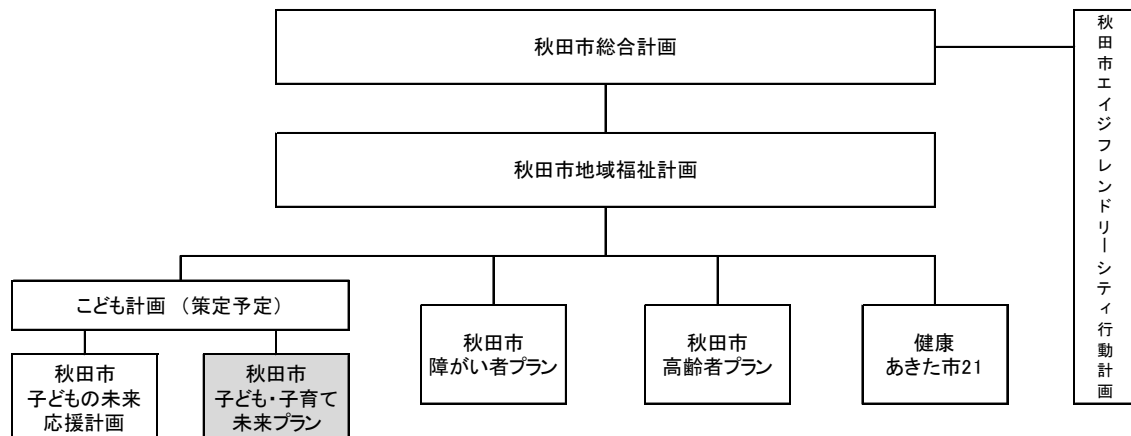 秋田市総合計画
秋田市エイジフレンドリーシティ行動計画
秋田市地域福祉計画
こども計画 （策定予定）
秋田市
子どもの未来
応援計画
秋田市
子ども・子育て
未来プラン
秋田市
障がい者プラン
秋田市
高齢者プラン
健康
あきた市21